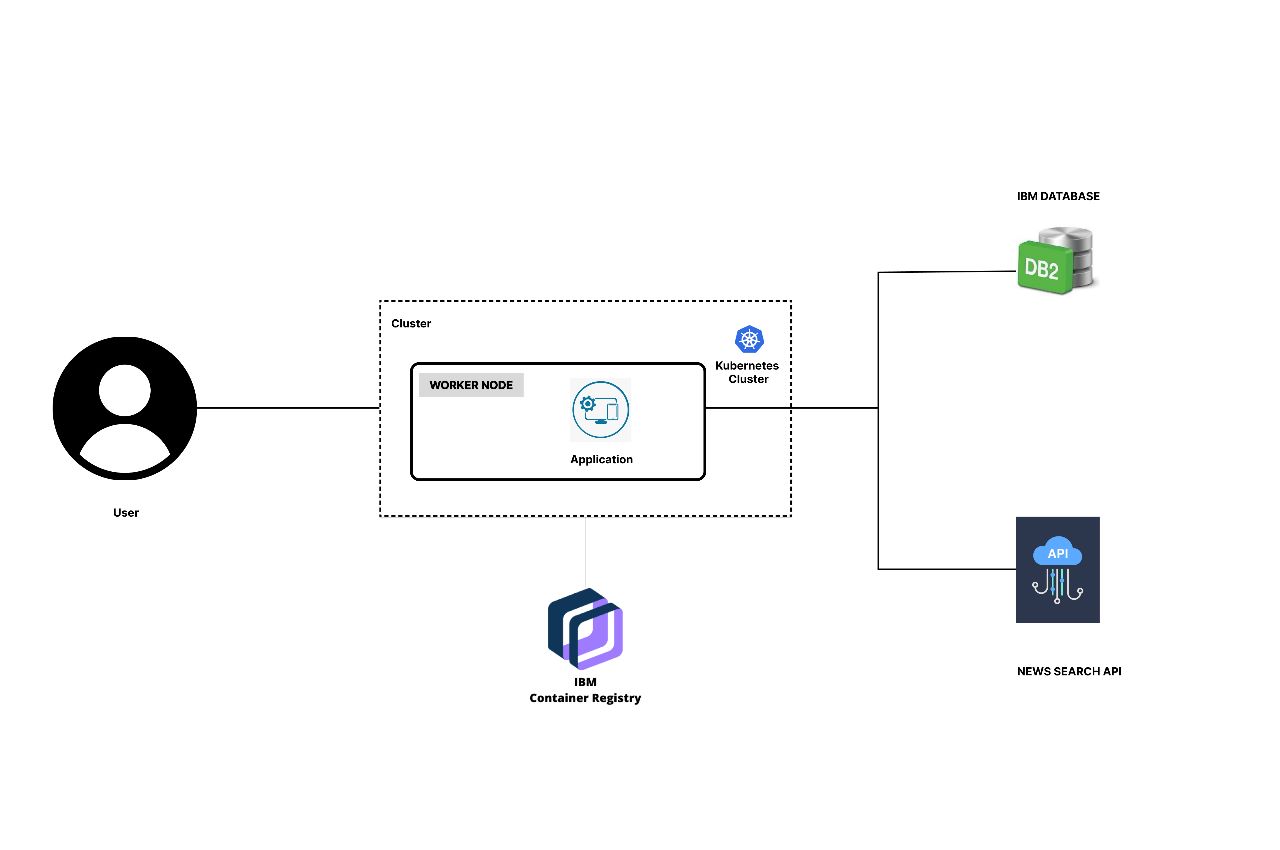 IBM DATABASE
DB2
Cluster
Kubernetes
Cluster
WORKER NODE
Application
User
API
NEWS SEARCH API
IBM
Container Registry